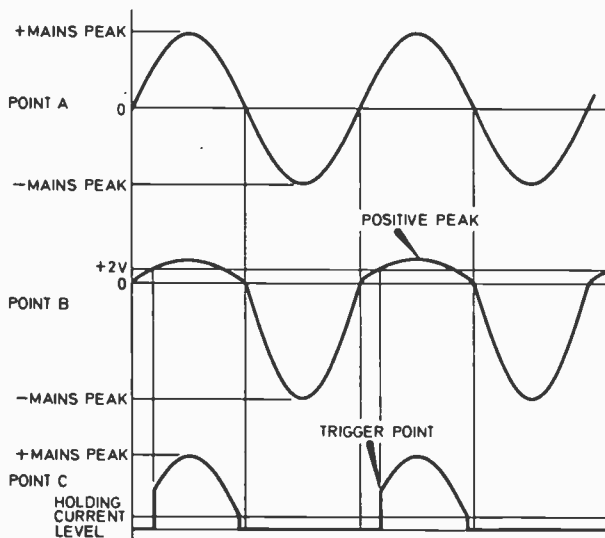 +MAINS PEAK
POINT A
0
−MAINS PEAK
POSITIVE PEAK
+2V
0
POINT B
−MAINS PEAK
TRIGGER POINT
+MAINS PEAK
POINT C
HOLDING
CURRENT
LEVEL